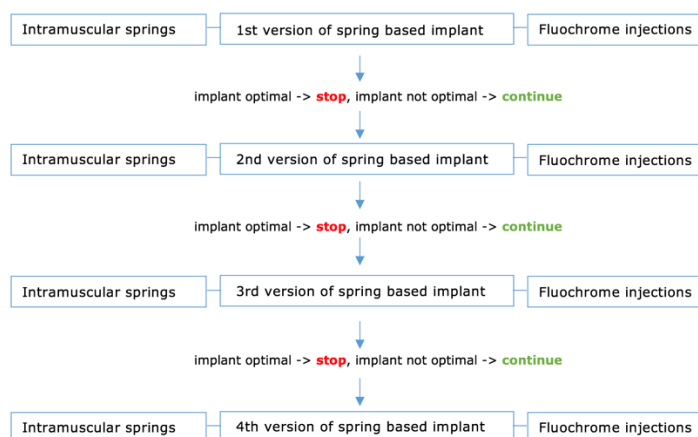 Intramuscular springs 1st version of spring based implant Fluochrome injections
implant optimal -> stop, implant not optimal -> continue
Intramuscular springs 2nd version of spring based implant Fluochrome injections
implant optimal -> stop, implant not optimal -> continue
Intramuscular springs 3rd version of spring based implant Fluochrome injections
implant optimal -> stop, implant not optimal -> continue
Intramuscular springs 4th version of spring based implant Fluochrome injections